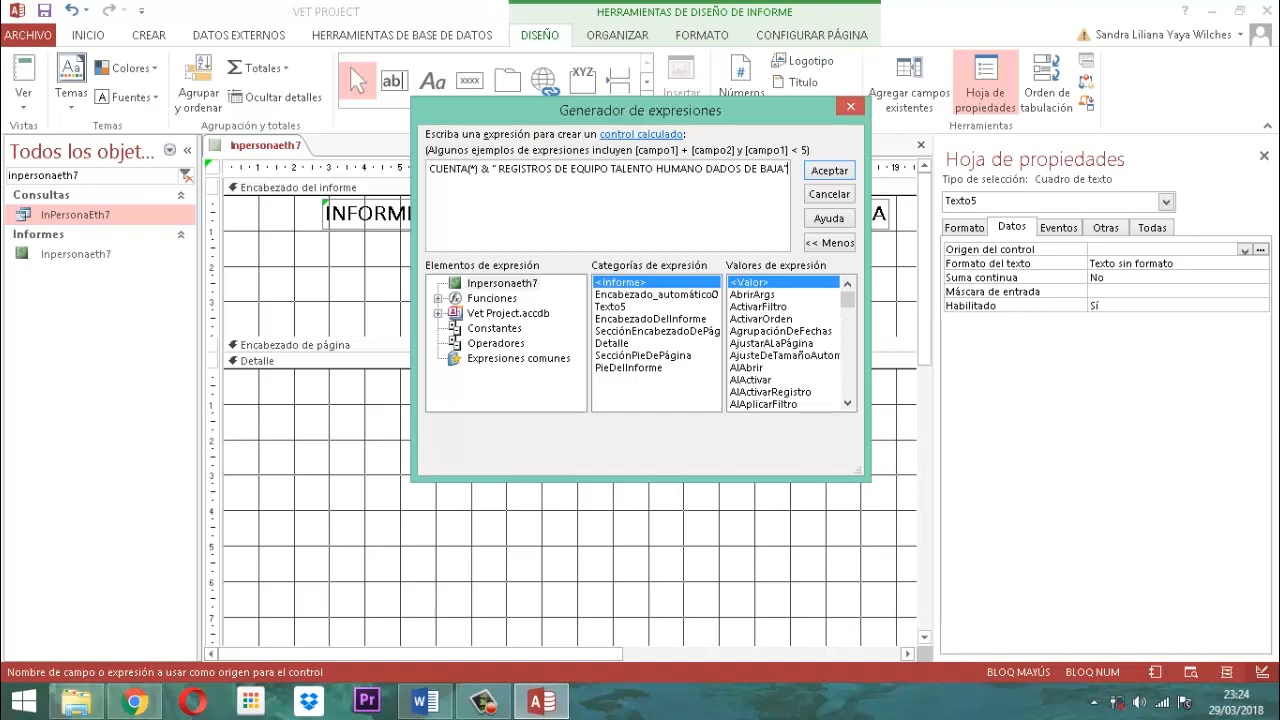 VET PROJECT
HERRAMIENTAS DE DISEÑO DE INFORME
ARCHIVO INICIO CREAR DATOS EXTERNOS HERRAMIENTAS DE BASE DE DATOS DISEÑO ORGANIZAR FORMATO CONFIGURAR PÁGINA Sandra Liliana Yaya Wilches
Ver
Vistas
Temas
Colores
Fuentes
Temas
Agrupar y ordenar
Σ Totales
Ocultar detalles
Agrupación y totales
ab|
Aa
xxxx
XYZ
Insertar
#
Números
Logotipo
Título
Agregar campos existentes
Hoja de propiedades
Orden de tabulación
Herramientas
Todos los objet...
inpersonaeth7
Consultas
InPersonaEth7
Informes
Inpersonaeth7
Inpersonaeth7
Encabezado del informe
INFORME
A
Encabezado de página
Detalle
Generador de expresiones
Escriba una expresión para crear un control calculado:
(Algunos ejemplos de expresiones incluyen [campo1] + [campo2] y [campo1] < 5)
CUENTA(*) & " REGISTROS DE EQUIPO TALENTO HUMANO DADOS DE BAJA"
Aceptar
Cancelar
Ayuda
<< Menos
Elementos de expresión
Inpersonaeth7
Funciones
Vet Project.accdb
Constantes
Operadores
Expresiones comunes
Categorías de expresión
<Informe>
Encabezado_automático0
Texto5
EncabezadoDelInforme
SecciónEncabezadoDePág
Detalle
SecciónPieDePágina
PieDelInforme
Valores de expresión
<Valor>
AbrirArgs
ActivarFiltro
ActivarOrden
AgrupaciónDeFechas
AjustarALaPágina
AjusteDeTamañoAutom
AlAbrir
AlActivar
AlActivarRegistro
AlAplicarFiltro
Hoja de propiedades
Tipo de selección: Cuadro de texto
Texto5
Formato Datos Eventos Otras Todas
Origen del control
Formato del texto Texto sin formato
Suma continua No
Máscara de entrada
Habilitado Sí
Nombre de campo o expresión a usar como origen para el control
BLOQ MAYÚS BLOQ NUM
Pr
23:24
29/03/2018